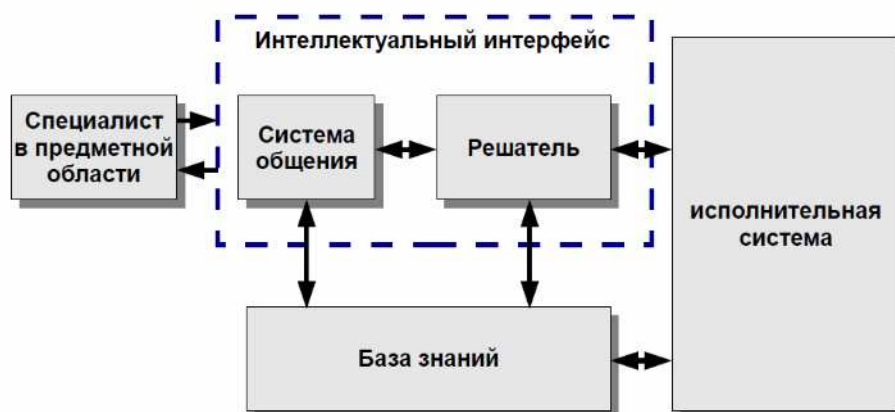 Интеллектуальный интерфейс
Специалист
в предметной
области
Система
общения
Решатель
исполнительная
система
База знаний